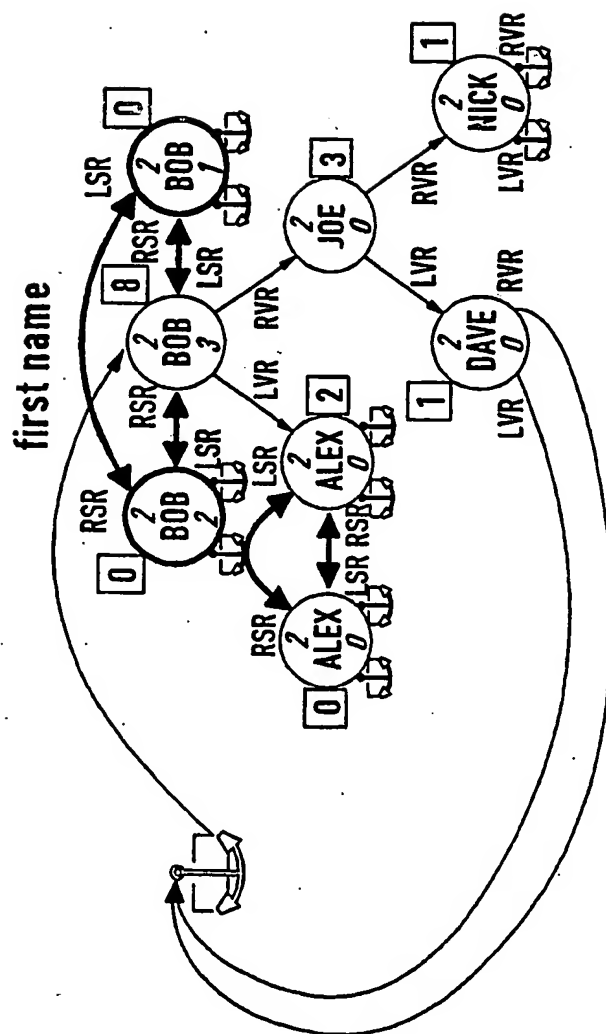 first name
RSR
LSR
0
2
BOB
2
LSR
RSR
8
2
BOB
3
LSR
RSR
0
2
BOB
1
LVR
RVR
RSR
LSR
0
2
ALEX
0
LSR
RSR
2
ALEX
0
2
2
JOE
0
3
LVR
RVR
1
2
DAVE
0
LVR
RVR
1
2
NICK
0
LVR
RVR